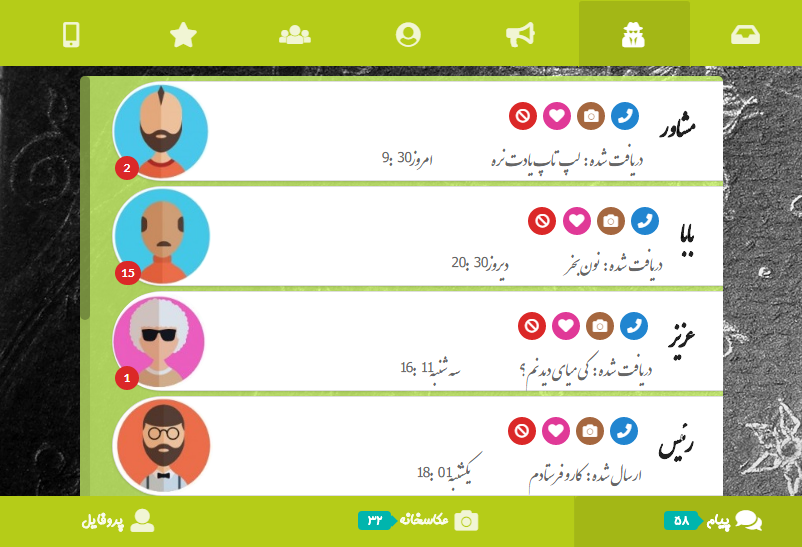 مشاور
دریافت شده : لپ تاپ یادت نره
امروز 9: 30
2
بابا
دریافت شده : نون بخر
دیروز 20: 30
15
عزیز
دریافت شده : کی میای دیدنم ؟
سه شنبه 16: 11
1
رئیس
ارسال شده : کارو فرستادم
یکشنبه 18: 01
پیام ۵۸
عکاسخانه ۳۲
پروفایل